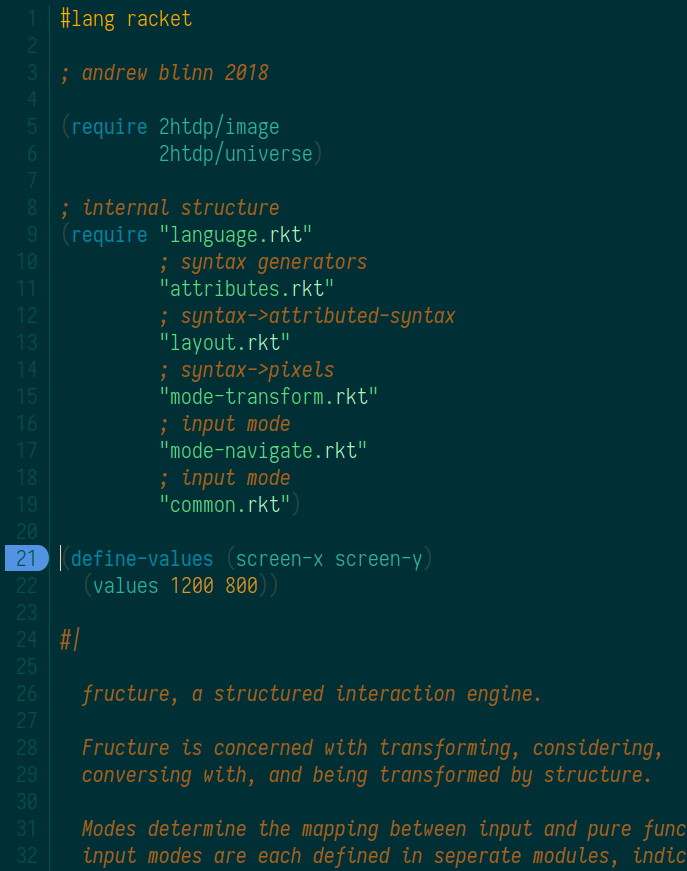 1 #lang racket
2
3 ; andrew blinn 2018
4
5 (require 2htdp/image
6 2htdp/universe)
7
8 ; internal structure
9 (require "language.rkt"
10 ; syntax generators
11 "attributes.rkt"
12 ; syntax->attributed-syntax
13 "layout.rkt"
14 ; syntax->pixels
15 "mode-transform.rkt"
16 ; input mode
17 "mode-navigate.rkt"
18 ; input mode
19 "common.rkt")
20
21 (define-values (screen-x screen-y)
22 (values 1200 800))
23
24 #|
25
26 fructure, a structured interaction engine.
27
28 Fructure is concerned with transforming, considering,
29 conversing with, and being transformed by structure.
30
31 Modes determine the mapping between input and pure func
32 input modes are each defined in seperate modules, indic